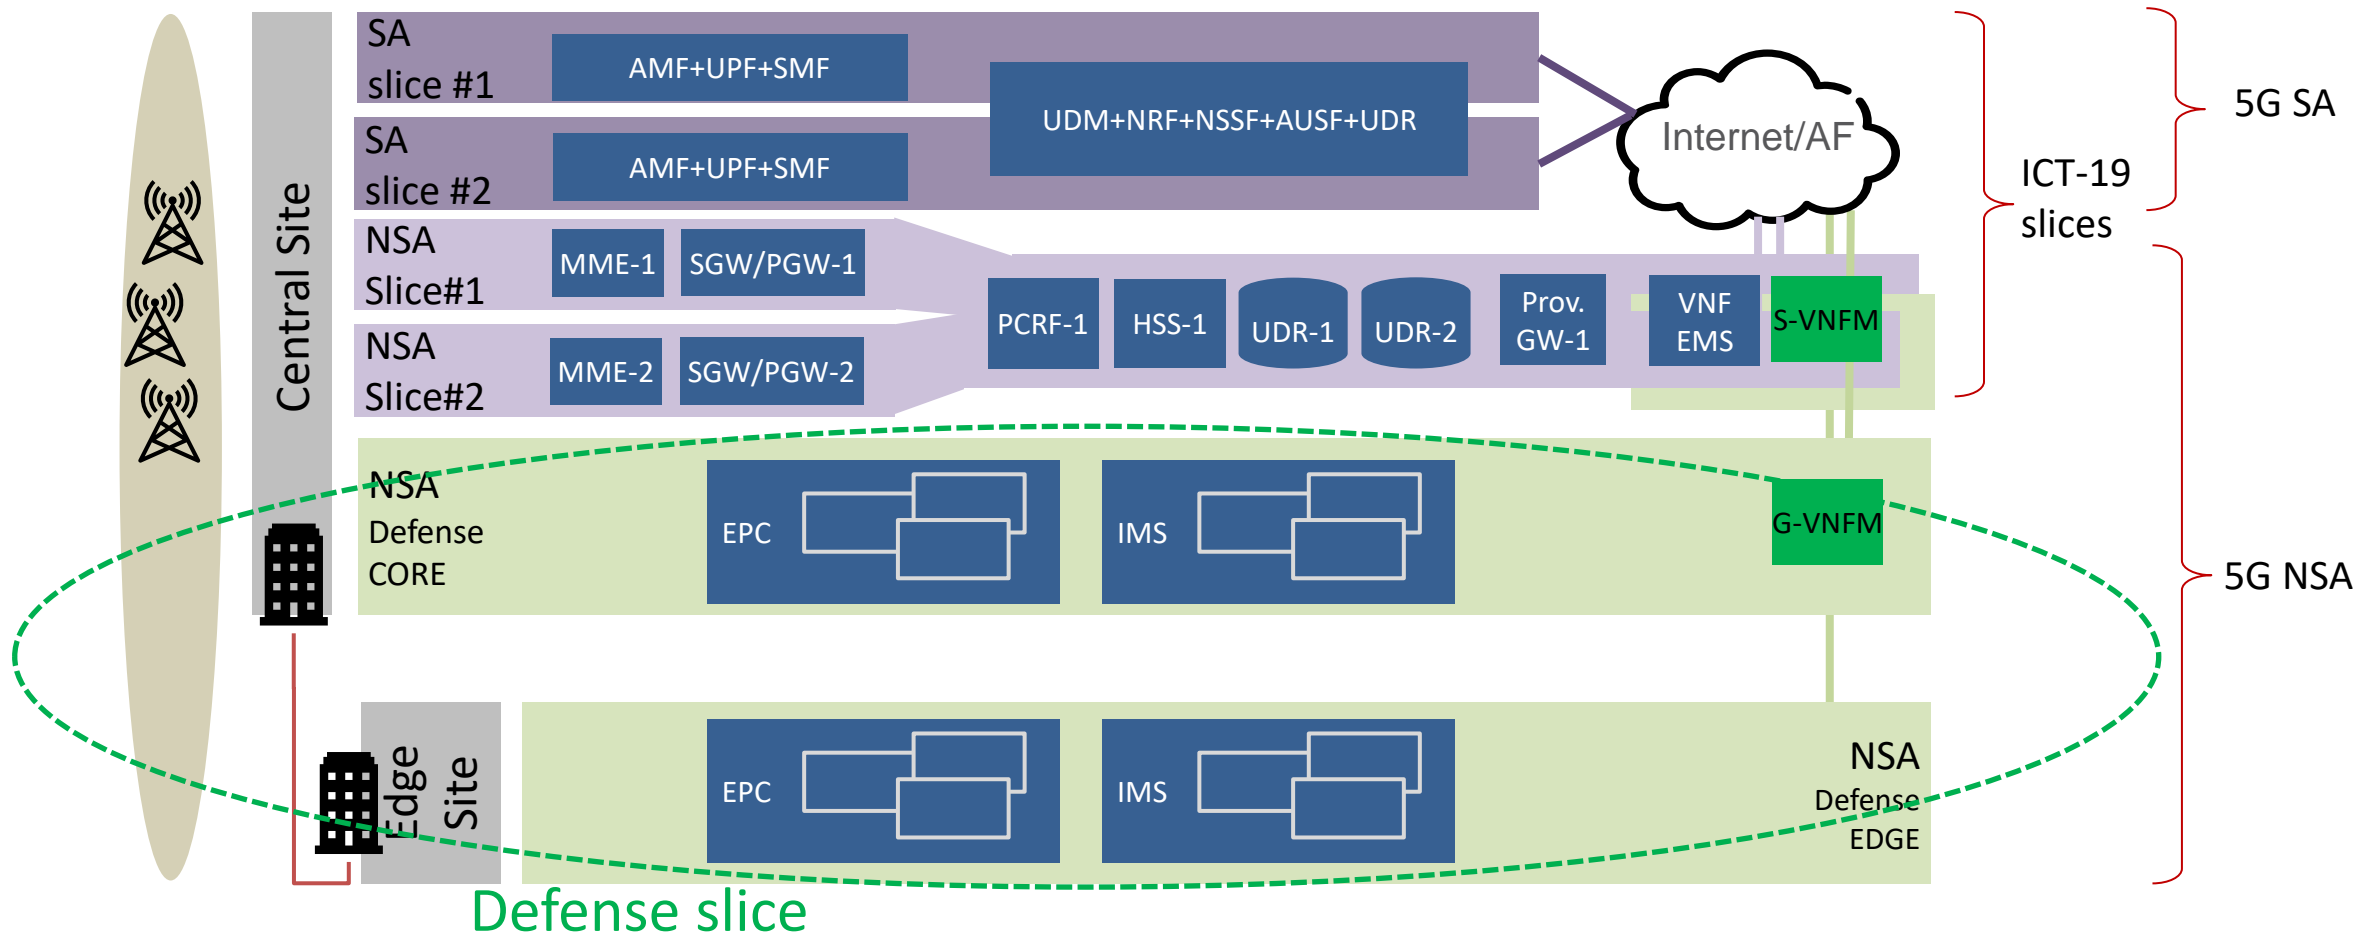 SA
slice #1
AMF+UPF+SMF
UDM+NRF+NSSF+AUSF+UDR
SA
slice #2
AMF+UPF+SMF
Internet/AF
5G SA
ICT-19
slices
Central Site
NSA
Slice#1
MME-1
SGW/PGW-1
NSA
Slice#2
MME-2
SGW/PGW-2
PCRF-1
HSS-1
UDR-1
UDR-2
Prov.
GW-1
VNF
EMS
S-VNFM
NSA
Defense
CORE
EPC
IMS
G-VNFM
5G NSA
Edge
Site
EPC
IMS
NSA
Defense
EDGE
Defense slice